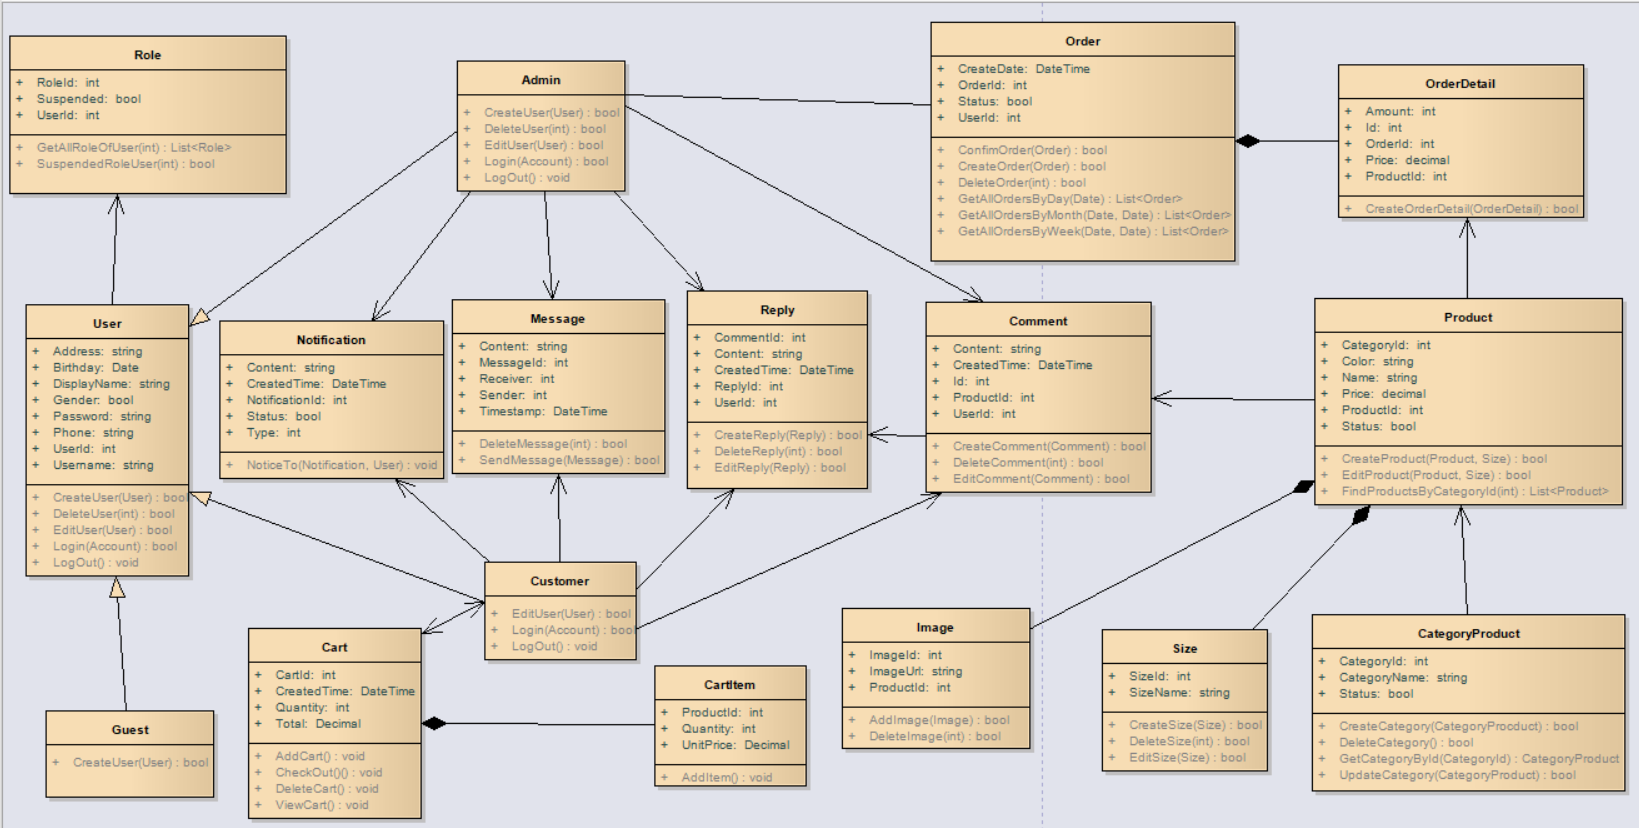 Role
+ RoleId: int
+ Suspended: bool
+ UserId: int
+ GetAllRoleOfUser(int) : List<Role>
+ SuspendedRoleUser(int) : bool
Admin
+ CreateUser(User) : bool
+ DeleteUser(int) : bool
+ EditUser(User) : bool
+ Login(Account) : bool
+ LogOut() : void
Order
+ CreateDate: DateTime
+ OrderId: int
+ Status: bool
+ UserId: int
+ ConfimOrder(Order) : bool
+ CreateOrder(Order) : bool
+ DeleteOrder(int) : bool
+ GetAllOrdersByDay(Date) : List<Order>
+ GetAllOrdersByMonth(Date, Date) : List<Order>
+ GetAllOrdersByWeek(Date, Date) : List<Order>
OrderDetail
+ Amount: int
+ Id: int
+ OrderId: int
+ Price: decimal
+ ProductId: int
+ CreateOrderDetail(OrderDetail) : bool
User
+ Address: string
+ Birthday: Date
+ DisplayName: string
+ Gender: bool
+ Password: string
+ Phone: string
+ UserId: int
+ Username: string
+ CreateUser(User) : bool
+ DeleteUser(int) : bool
+ EditUser(User) : bool
+ Login(Account) : bool
+ LogOut() : void
Notification
+ Content: string
+ CreatedTime: DateTime
+ NotificationId: int
+ Status: bool
+ Type: int
+ NoticeTo(Notification, User) : void
Message
+ Content: string
+ MessageId: int
+ Receiver: int
+ Sender: int
+ Timestamp: DateTime
+ DeleteMessage(int) : bool
+ SendMessage(Message) : bool
Reply
+ CommentId: int
+ Content: string
+ CreatedTime: DateTime
+ ReplyId: int
+ UserId: int
+ CreateReply(Reply) : bool
+ DeleteReply(int) : bool
+ EditReply(Reply) : bool
Comment
+ Content: string
+ CreatedTime: DateTime
+ Id: int
+ ProductId: int
+ UserId: int
+ CreateComment(Comment) : bool
+ DeleteComment(int) : bool
+ EditComment(Comment) : bool
Product
+ CategoryId: int
+ Color: string
+ Name: string
+ Price: decimal
+ ProductId: int
+ Status: bool
+ CreateProduct(Product, Size) : bool
+ EditProduct(Product, Size) : bool
+ FindProductsByCategoryId(int) : List<Product>
Customer
+ EditUser(User) : bool
+ Login(Account) : bool
+ LogOut() : void
Guest
+ CreateUser(User) : bool
Cart
+ CartId: int
+ CreatedTime: DateTime
+ Quantity: int
+ Total: Decimal
+ AddCart() : void
+ CheckOut()() : void
+ DeleteCart() : void
+ ViewCart() : void
CartItem
+ ProductId: int
+ Quantity: int
+ UnitPrice: Decimal
+ AddItem() : void
Image
+ ImageId: int
+ ImageUrl: string
+ ProductId: int
+ AddImage(Image) : bool
+ DeleteImage(int) : bool
Size
+ SizeId: int
+ SizeName: string
+ CreateSize(Size) : bool
+ DeleteSize(int) : bool
+ EditSize(Size) : bool
CategoryProduct
+ CategoryId: int
+ CategoryName: string
+ Status: bool
+ CreateCategory(CategoryProcduct) : bool
+ DeleteCategory() : bool
+ GetCategoryById(CategoryId) : CategoryProduct
+ UpdateCategory(CategoryProduct) : bool